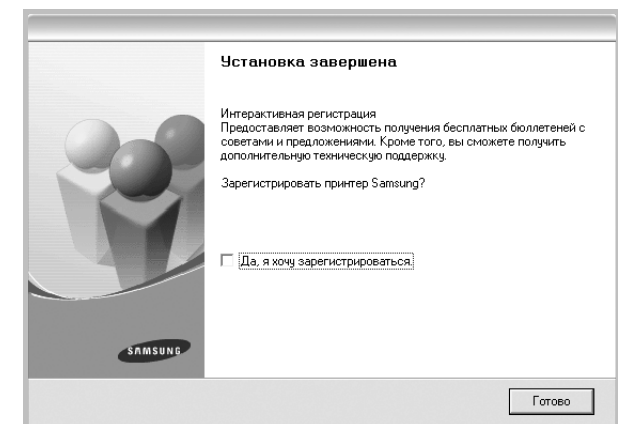 Установка завершена
Интерактивная регистрация
Предоставляет возможность получения бесплатных бюллетеней с
советами и предложениями. Кроме того, вы сможете получить
дополнительную техническую поддержку.
Зарегистрировать принтер Samsung?
Да, я хочу зарегистрироваться.
SAMSUNG
Готово